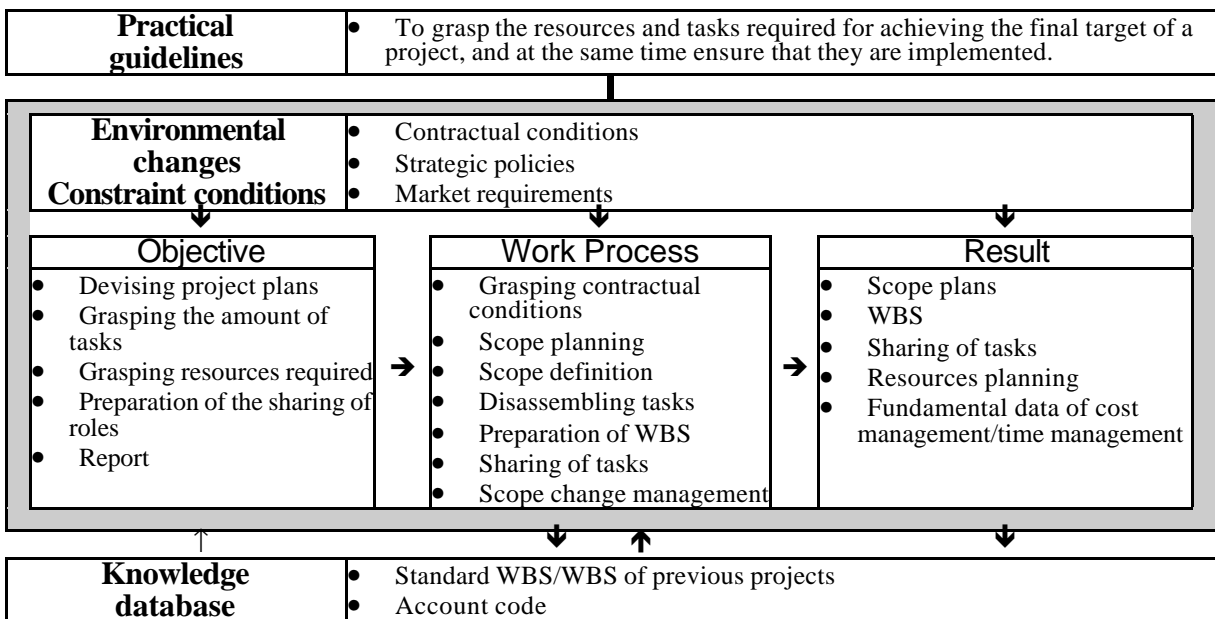 Practical
guidelines
● To grasp the resources and tasks required for achieving the final target of a
project, and at the same time ensure that they are implemented.
Environmental
changes
Constraint conditions
● Contractual conditions
● Strategic policies
● Market requirements
Objective
● Devising project plans
● Grasping the amount of
tasks
● Grasping resources required
● Preparation of the sharing of
roles
● Report
Work Process
● Grasping contractual
conditions
● Scope planning
● Scope definition
● Disassembling tasks
● Preparation of WBS
● Sharing of tasks
● Scope change management
Result
● Scope plans
● WBS
● Sharing of tasks
● Resources planning
● Fundamental data of cost
management/time management
Knowledge
database
● Standard WBS/WBS of previous projects
● Account code